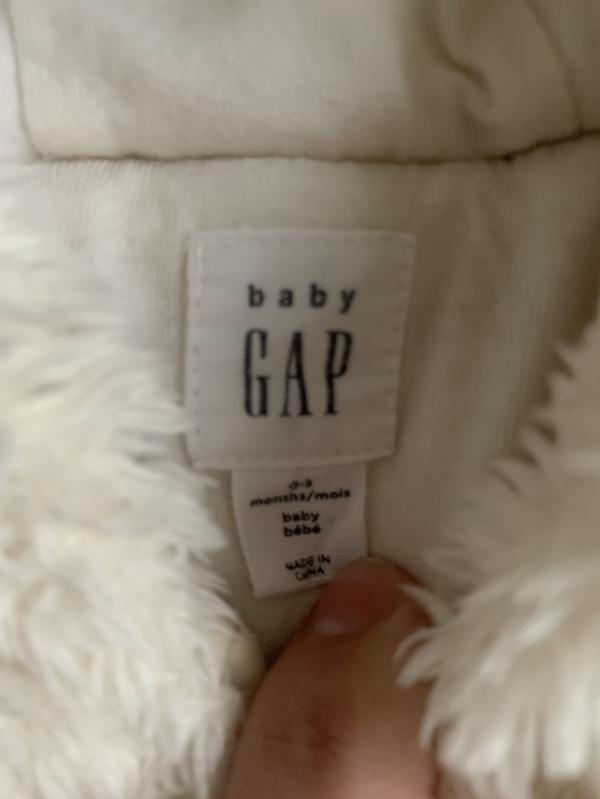 baby
GAP
0-3
months/mois
baby
bébé
MADE IN
CHINA